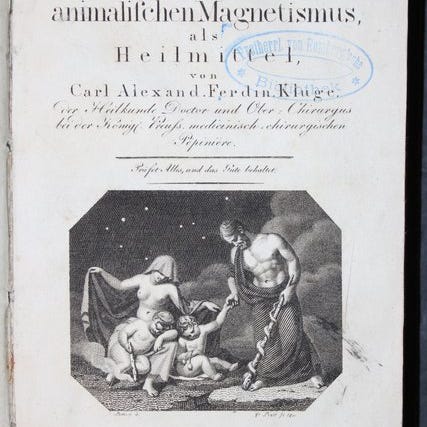 animaliſchen Magnetismus,
als
Heilmittel,
von
Carl Alexand. Ferdin. Kluge,
Der Heilkunde Doctor und Ober-Chirurgus
bei der Königl. Preuſs. medicinisch-chirurgischen
Pépiniere.
Prüfet Alles, und das Gute behaltet.